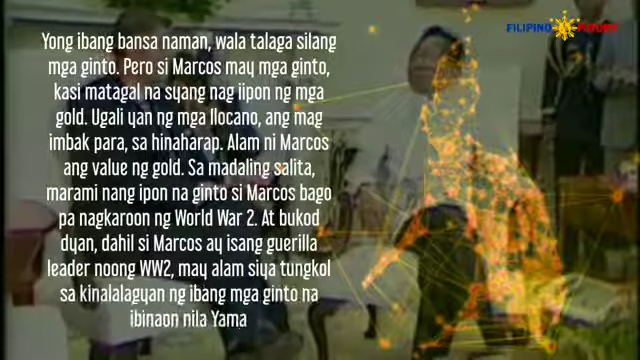 FILIPINO FUTURE
Yong ibang bansa naman, wala talaga silang
mga ginto. Pero si Marcos may mga ginto,
kasi matagal na syang nag iipon ng mga
gold. Ugali yan ng mga Ilocano, ang mag
imbak para, sa hinaharap. Alam ni Marcos
ang value ng gold. Sa madaling salita,
marami nang ipon na ginto si Marcos bago
pa nagkaroon ng World War 2. At bukod
dyan, dahil si Marcos ay isang guerilla
leader noong WW2, may alam siya tungkol
sa kinalalagyan ng ibang mga ginto na
ibinaon nila Yama